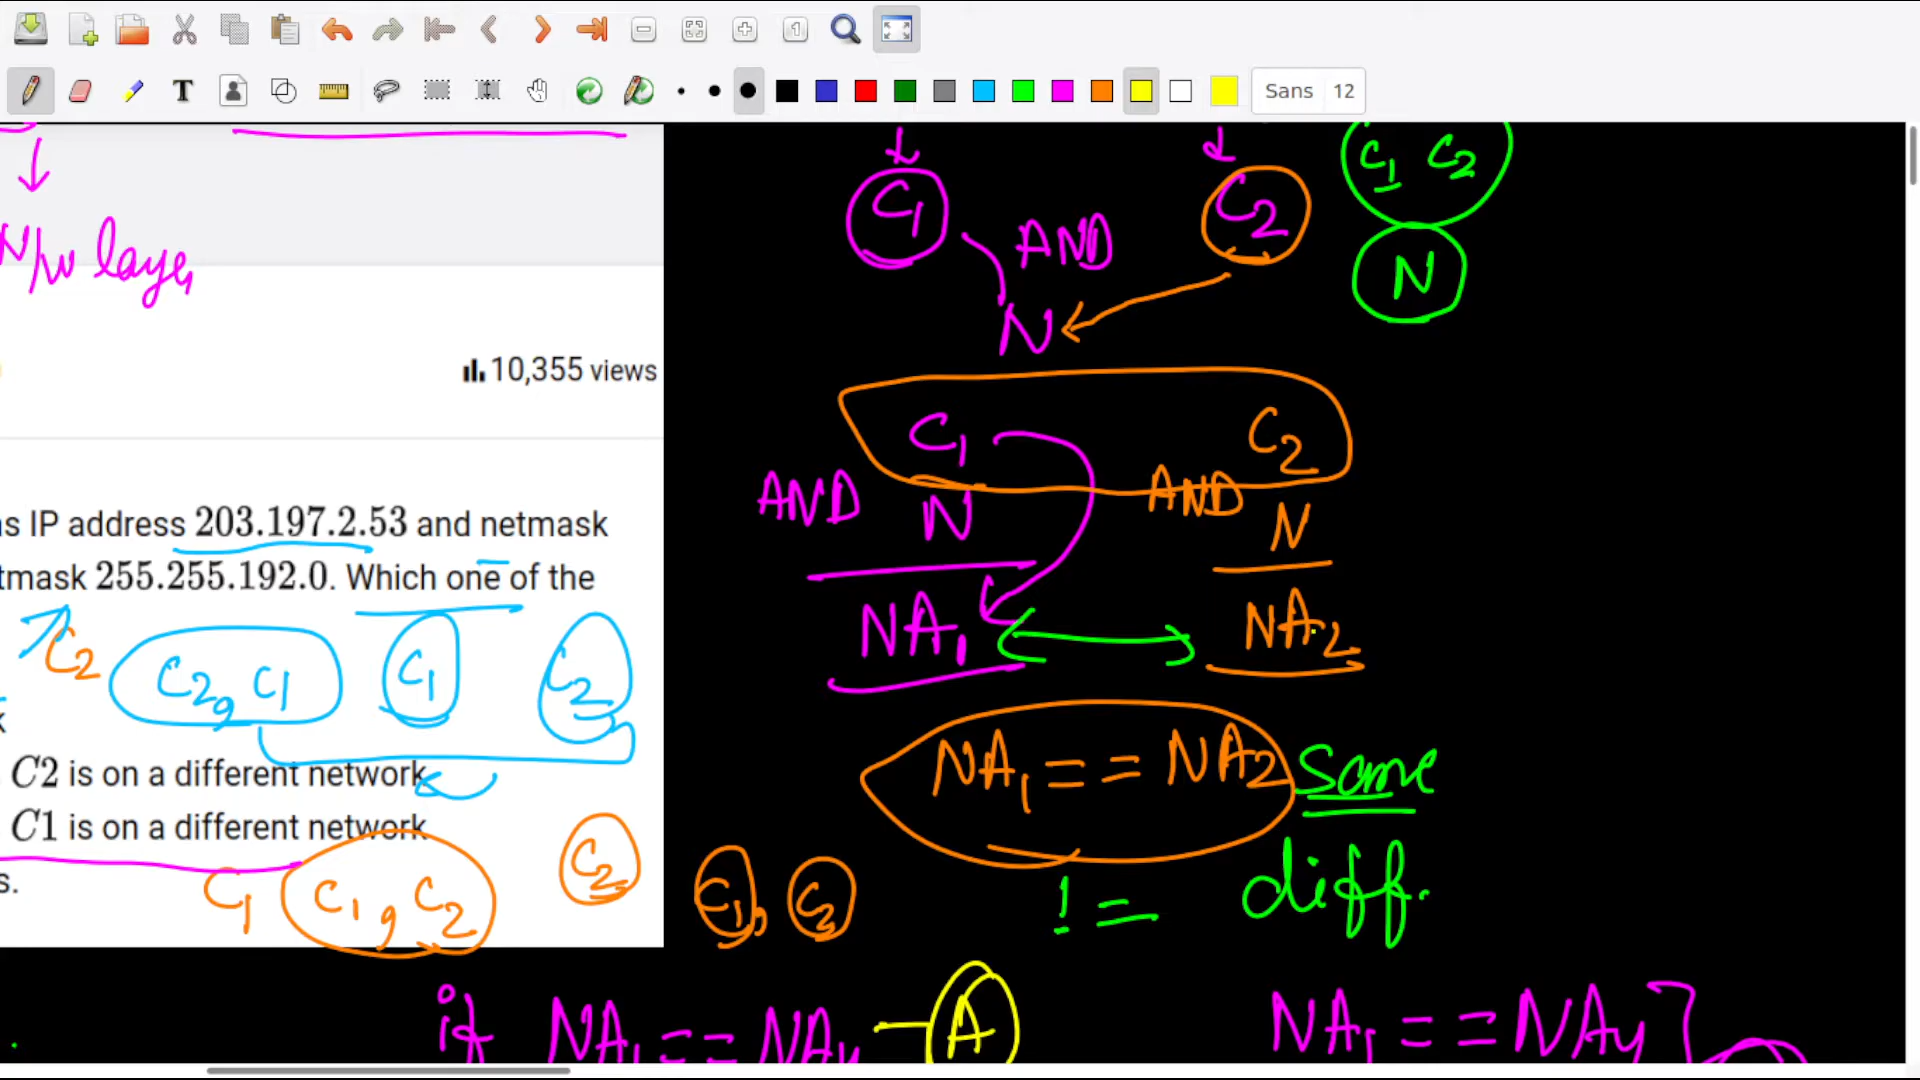 Sans 12
C1 C2
C1 C2
AND
N/w layer
N
N
10,355 views
C1 C2
AND AND
N N
as IP address 203.197.2.53 and netmask
tmask 255.255.192.0. Which one of the
NA1 NA2
C2 C2, C1 C1 C2
NA1 == NA2 Same
C2 is on a different network
C1 is on a different network
s.
C1 C1, C2 C2 C1, C2 != diff.
if NA1 == NA4 A NA1 == NA4